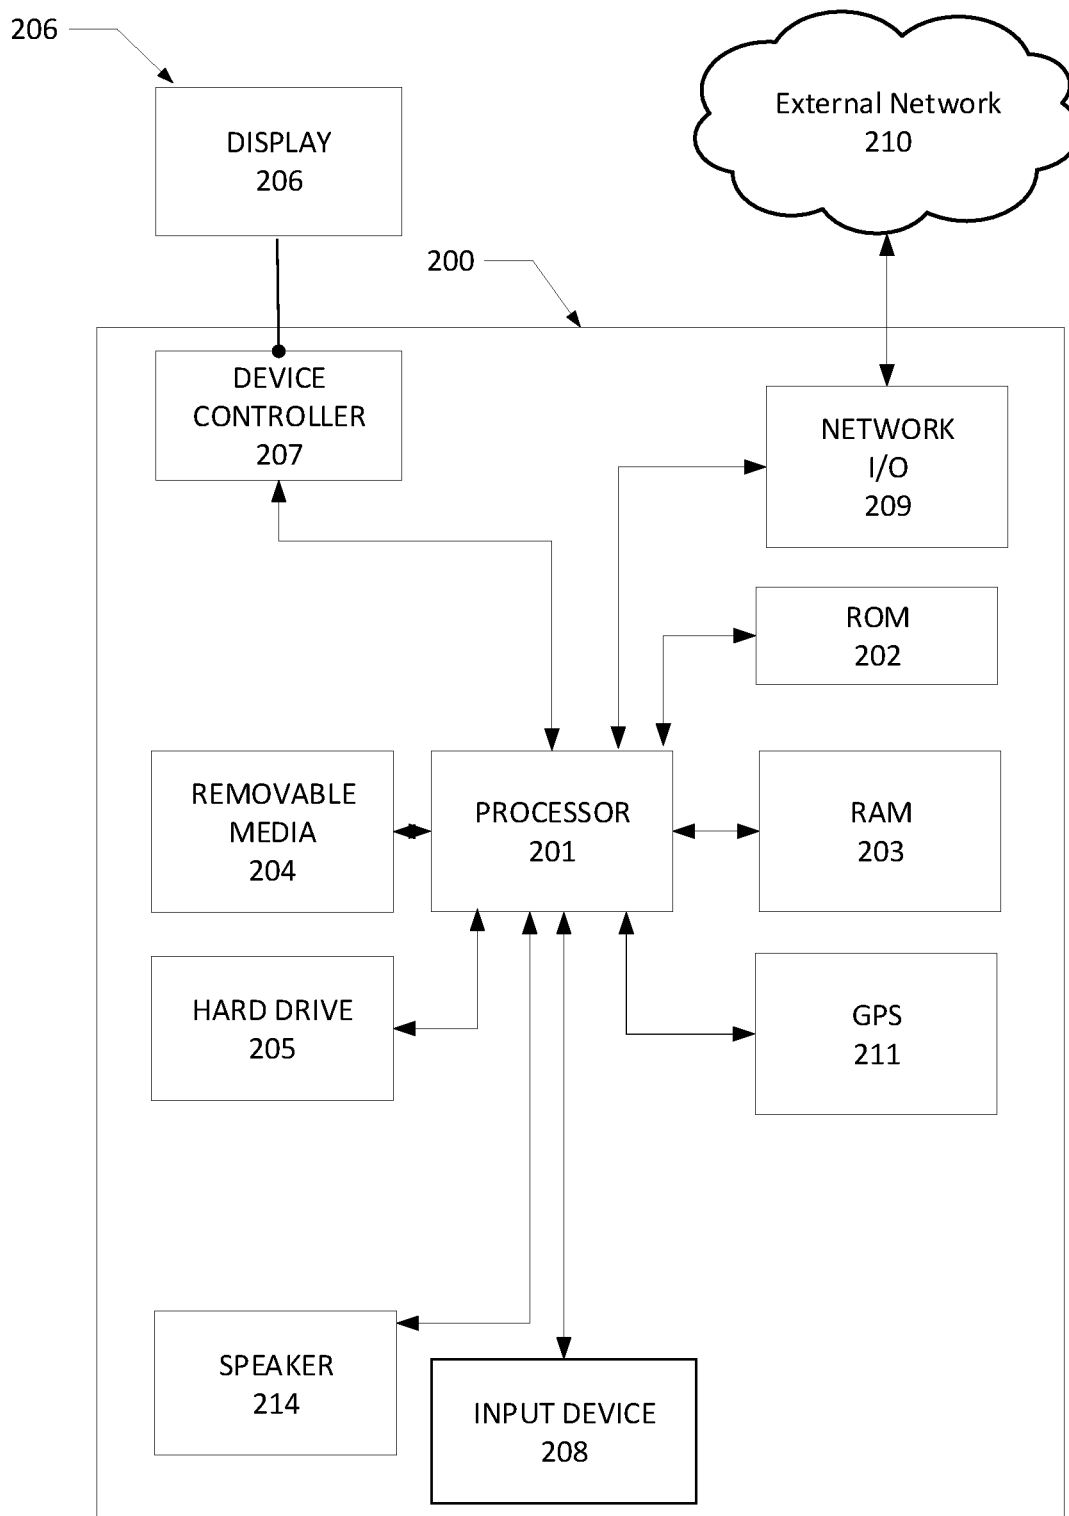 206
DISPLAY
206
External Network
210
200
DEVICE
CONTROLLER
207
NETWORK
I/O
209
ROM
202
REMOVABLE
MEDIA
204
PROCESSOR
201
RAM
203
HARD DRIVE
205
GPS
211
SPEAKER
214
INPUT DEVICE
208